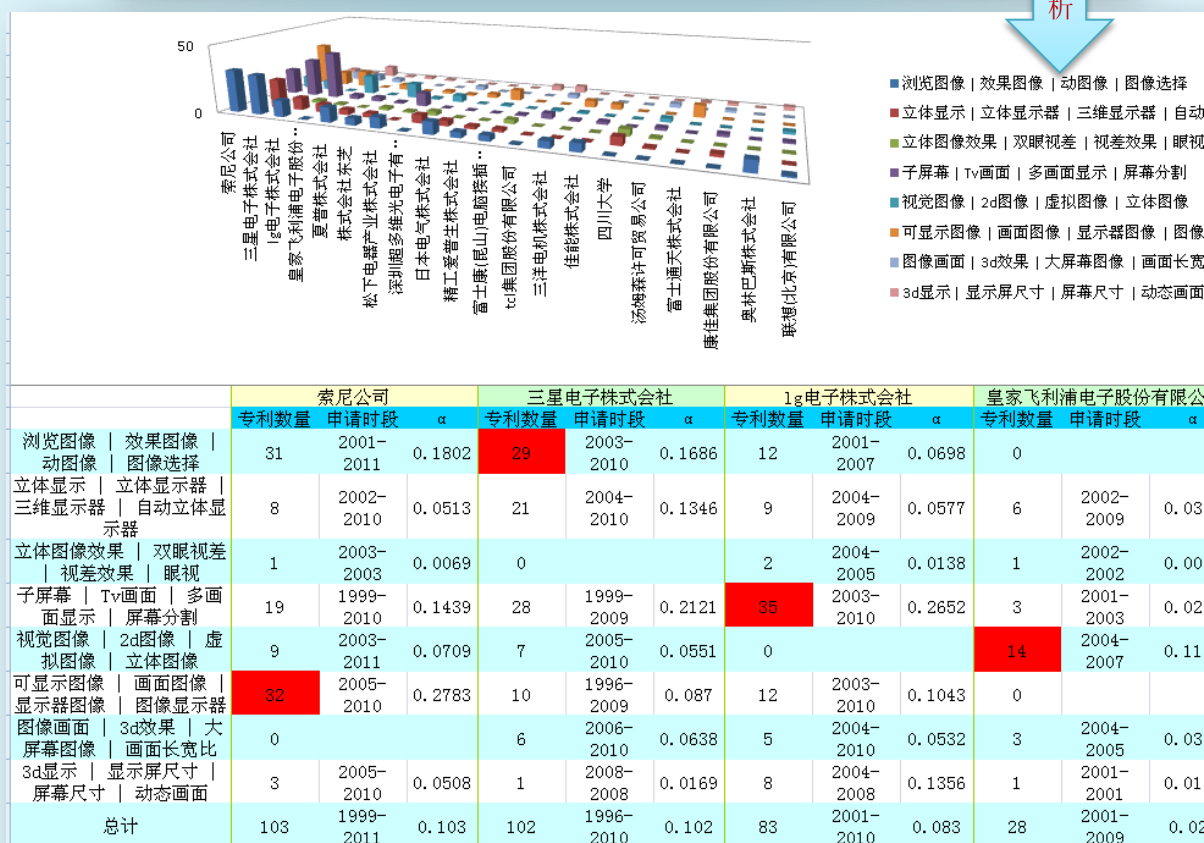 析
50
0
索尼公司
三星电子株式会社
lg电子株式会社
皇家飞利浦电子股份..
夏普株式会社
株式会社东芝
松下电器产业株式会社
深圳超多维光电子有..
日本电气株式会社
精工爱普生株式会社
富士康(昆山)电脑接插..
tcl集团股份有限公司
三洋电机株式会社
佳能株式会社
四川大学
汤姆森许可贸易公司
富士通天株式会社
康佳集团股份有限公司
奥林巴斯株式会社
联想(北京)有限公司
浏览图像 | 效果图像 | 动图像 | 图像选择
立体显示 | 立体显示器 | 三维显示器 | 自动
立体图像效果 | 双眼视差 | 视差效果 | 眼视
子屏幕 | Tv画面 | 多画面显示 | 屏幕分割
视觉图像 | 2d图像 | 虚拟图像 | 立体图像
可显示图像 | 画面图像 | 显示器图像 | 图像
图像画面 | 3d效果 | 大屏幕图像 | 画面长宽
3d显示 | 显示屏尺寸 | 屏幕尺寸 | 动态画面
索尼公司 三星电子株式会社 lg电子株式会社 皇家飞利浦电子股份有限公
专利数量 申请时段 α 专利数量 申请时段 α 专利数量 申请时段 α 专利数量 申请时段 α
浏览图像 | 效果图像 |
动图像 | 图像选择
31 2001-2011 0.1802 29 2003-2010 0.1686 12 2001-2007 0.0698 0
立体显示 | 立体显示器 |
三维显示器 | 自动立体显
示器
8 2002-2010 0.0513 21 2004-2010 0.1346 9 2004-2009 0.0577 6 2002-2009 0.03
立体图像效果 | 双眼视差
| 视差效果 | 眼视
1 2003-2003 0.0069 0 2 2004-2005 0.0138 1 2002-2002 0.00
子屏幕 | Tv画面 | 多画
面显示 | 屏幕分割
19 1999-2010 0.1439 28 1999-2009 0.2121 35 2003-2010 0.2652 3 2001-2003 0.02
视觉图像 | 2d图像 | 虚
拟图像 | 立体图像
9 2003-2011 0.0709 7 2005-2010 0.0551 0 14 2004-2007 0.11
可显示图像 | 画面图像 |
显示器图像 | 图像显示器
32 2005-2010 0.2783 10 1996-2009 0.087 12 2003-2010 0.1043 0
图像画面 | 3d效果 | 大
屏幕图像 | 画面长宽比
0 6 2006-2010 0.0638 5 2004-2010 0.0532 3 2004-2005 0.03
3d显示 | 显示屏尺寸 |
屏幕尺寸 | 动态画面
3 2005-2010 0.0508 1 2008-2008 0.0169 8 2004-2008 0.1356 1 2001-2001 0.01
总计 103 1999-2011 0.103 102 1996-2010 0.102 83 2001-2010 0.083 28 2001-2009 0.02